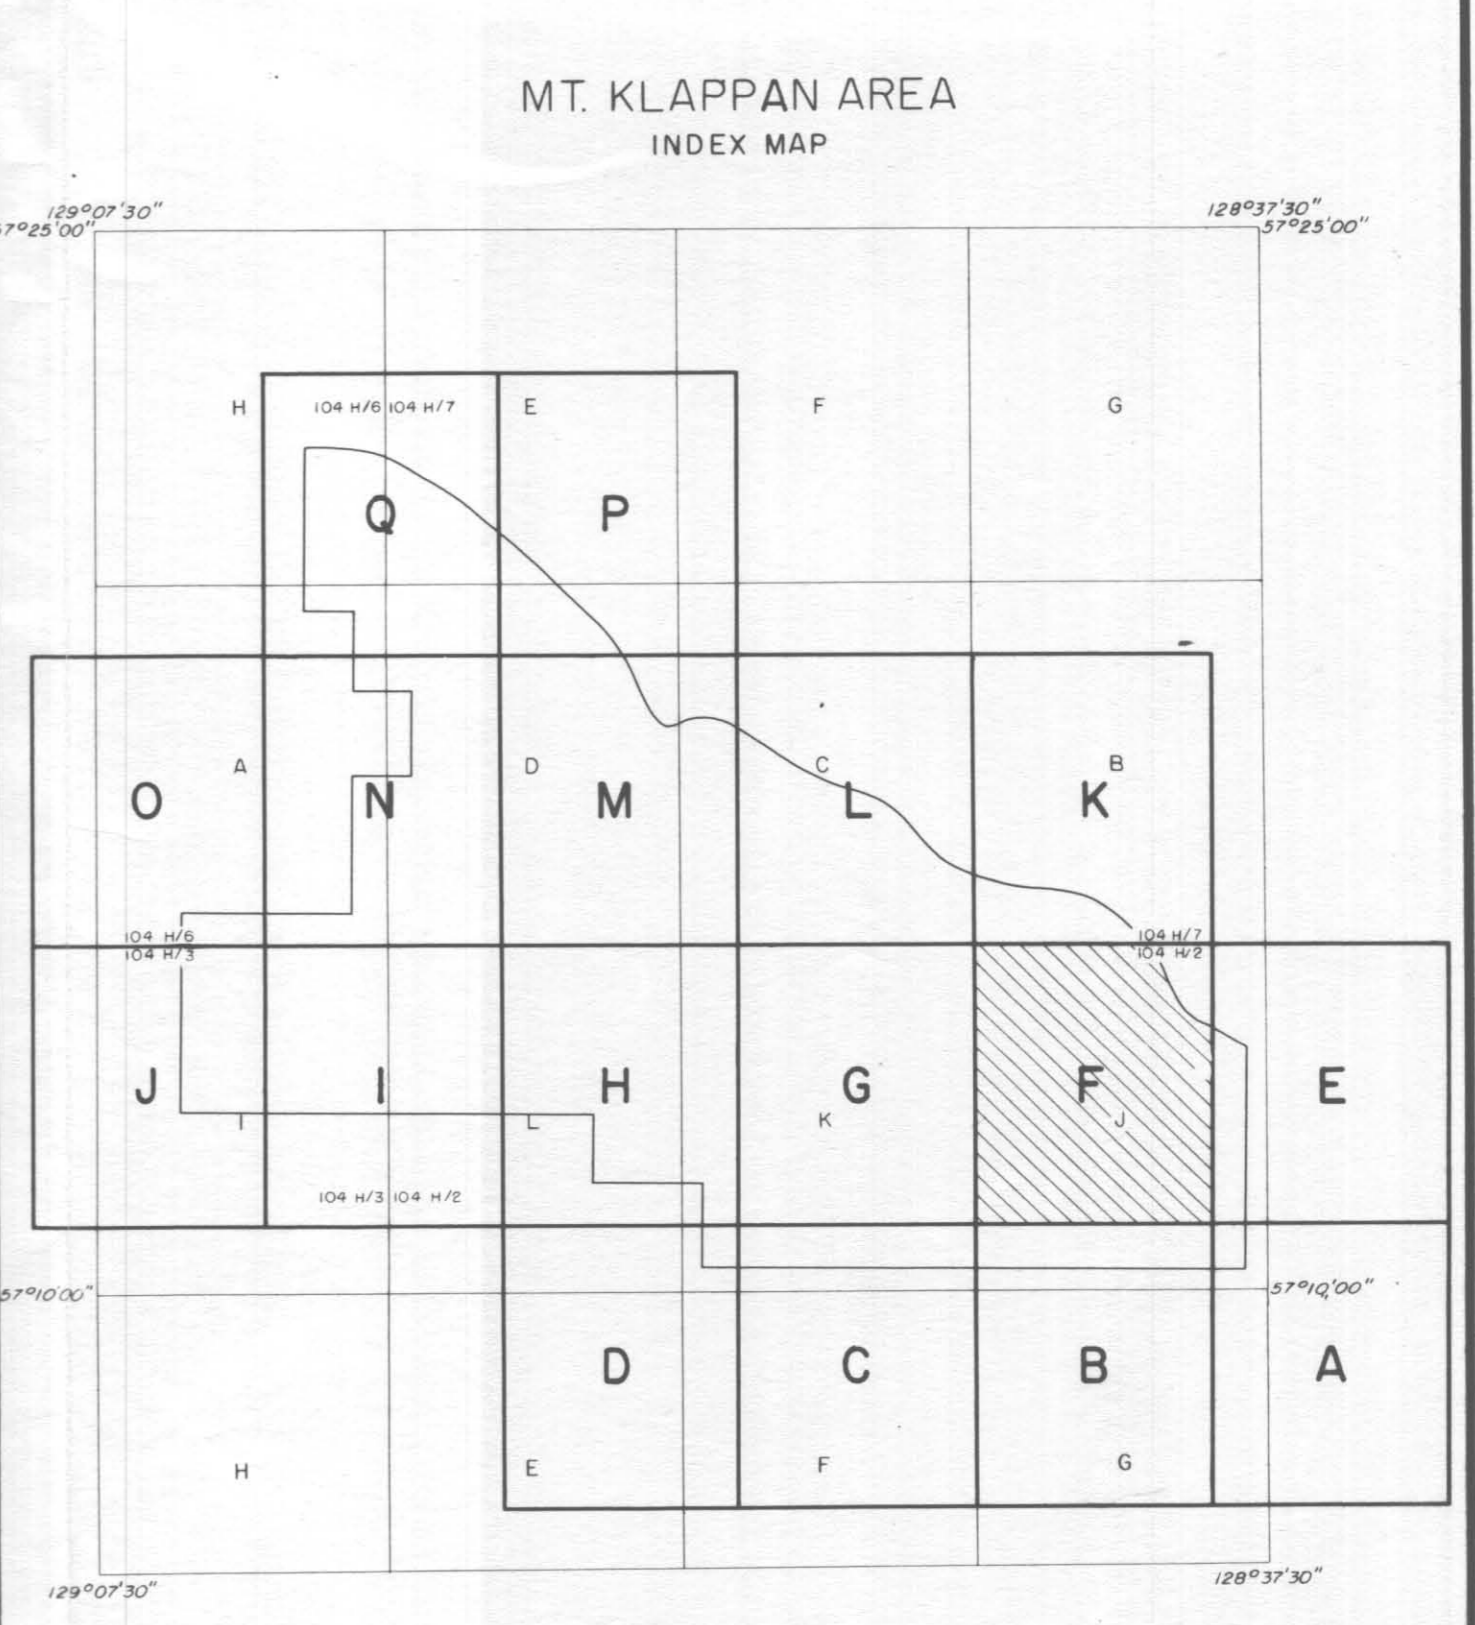 MT. KLAPPAN AREA
INDEX MAP
129°07'30" 128°37'30"
7°25'00" 57°25'00"
H 104 H/6 104 H/7 E F G
Q P
A D C B
O N M L K
104 H/6 104 H/7
104 H/3 104 H/2
J I H G F E
I L K J
104 H/3 104 H/2
57°10'00" 57°10'00"
D C B A
H E F G
129°07'30" 128°37'30"